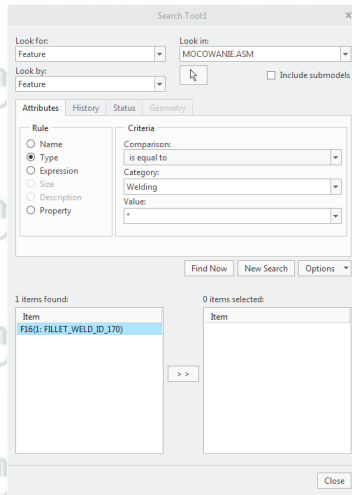 Search Tool:1
Look for:
Look in:
Feature
MOCOWANIE.ASM
Look by:
Feature
Include submodels
Attributes History Status Geometry
Rule
Criteria
Name
Comparison:
Type
is equal to
Expression
Category:
Size
Welding
Description
Value:
Property
*
Find Now New Search Options
1 items found:
0 items selected:
Item
Item
F16(1: FILLET_WELD_ID_170)
> >
Close